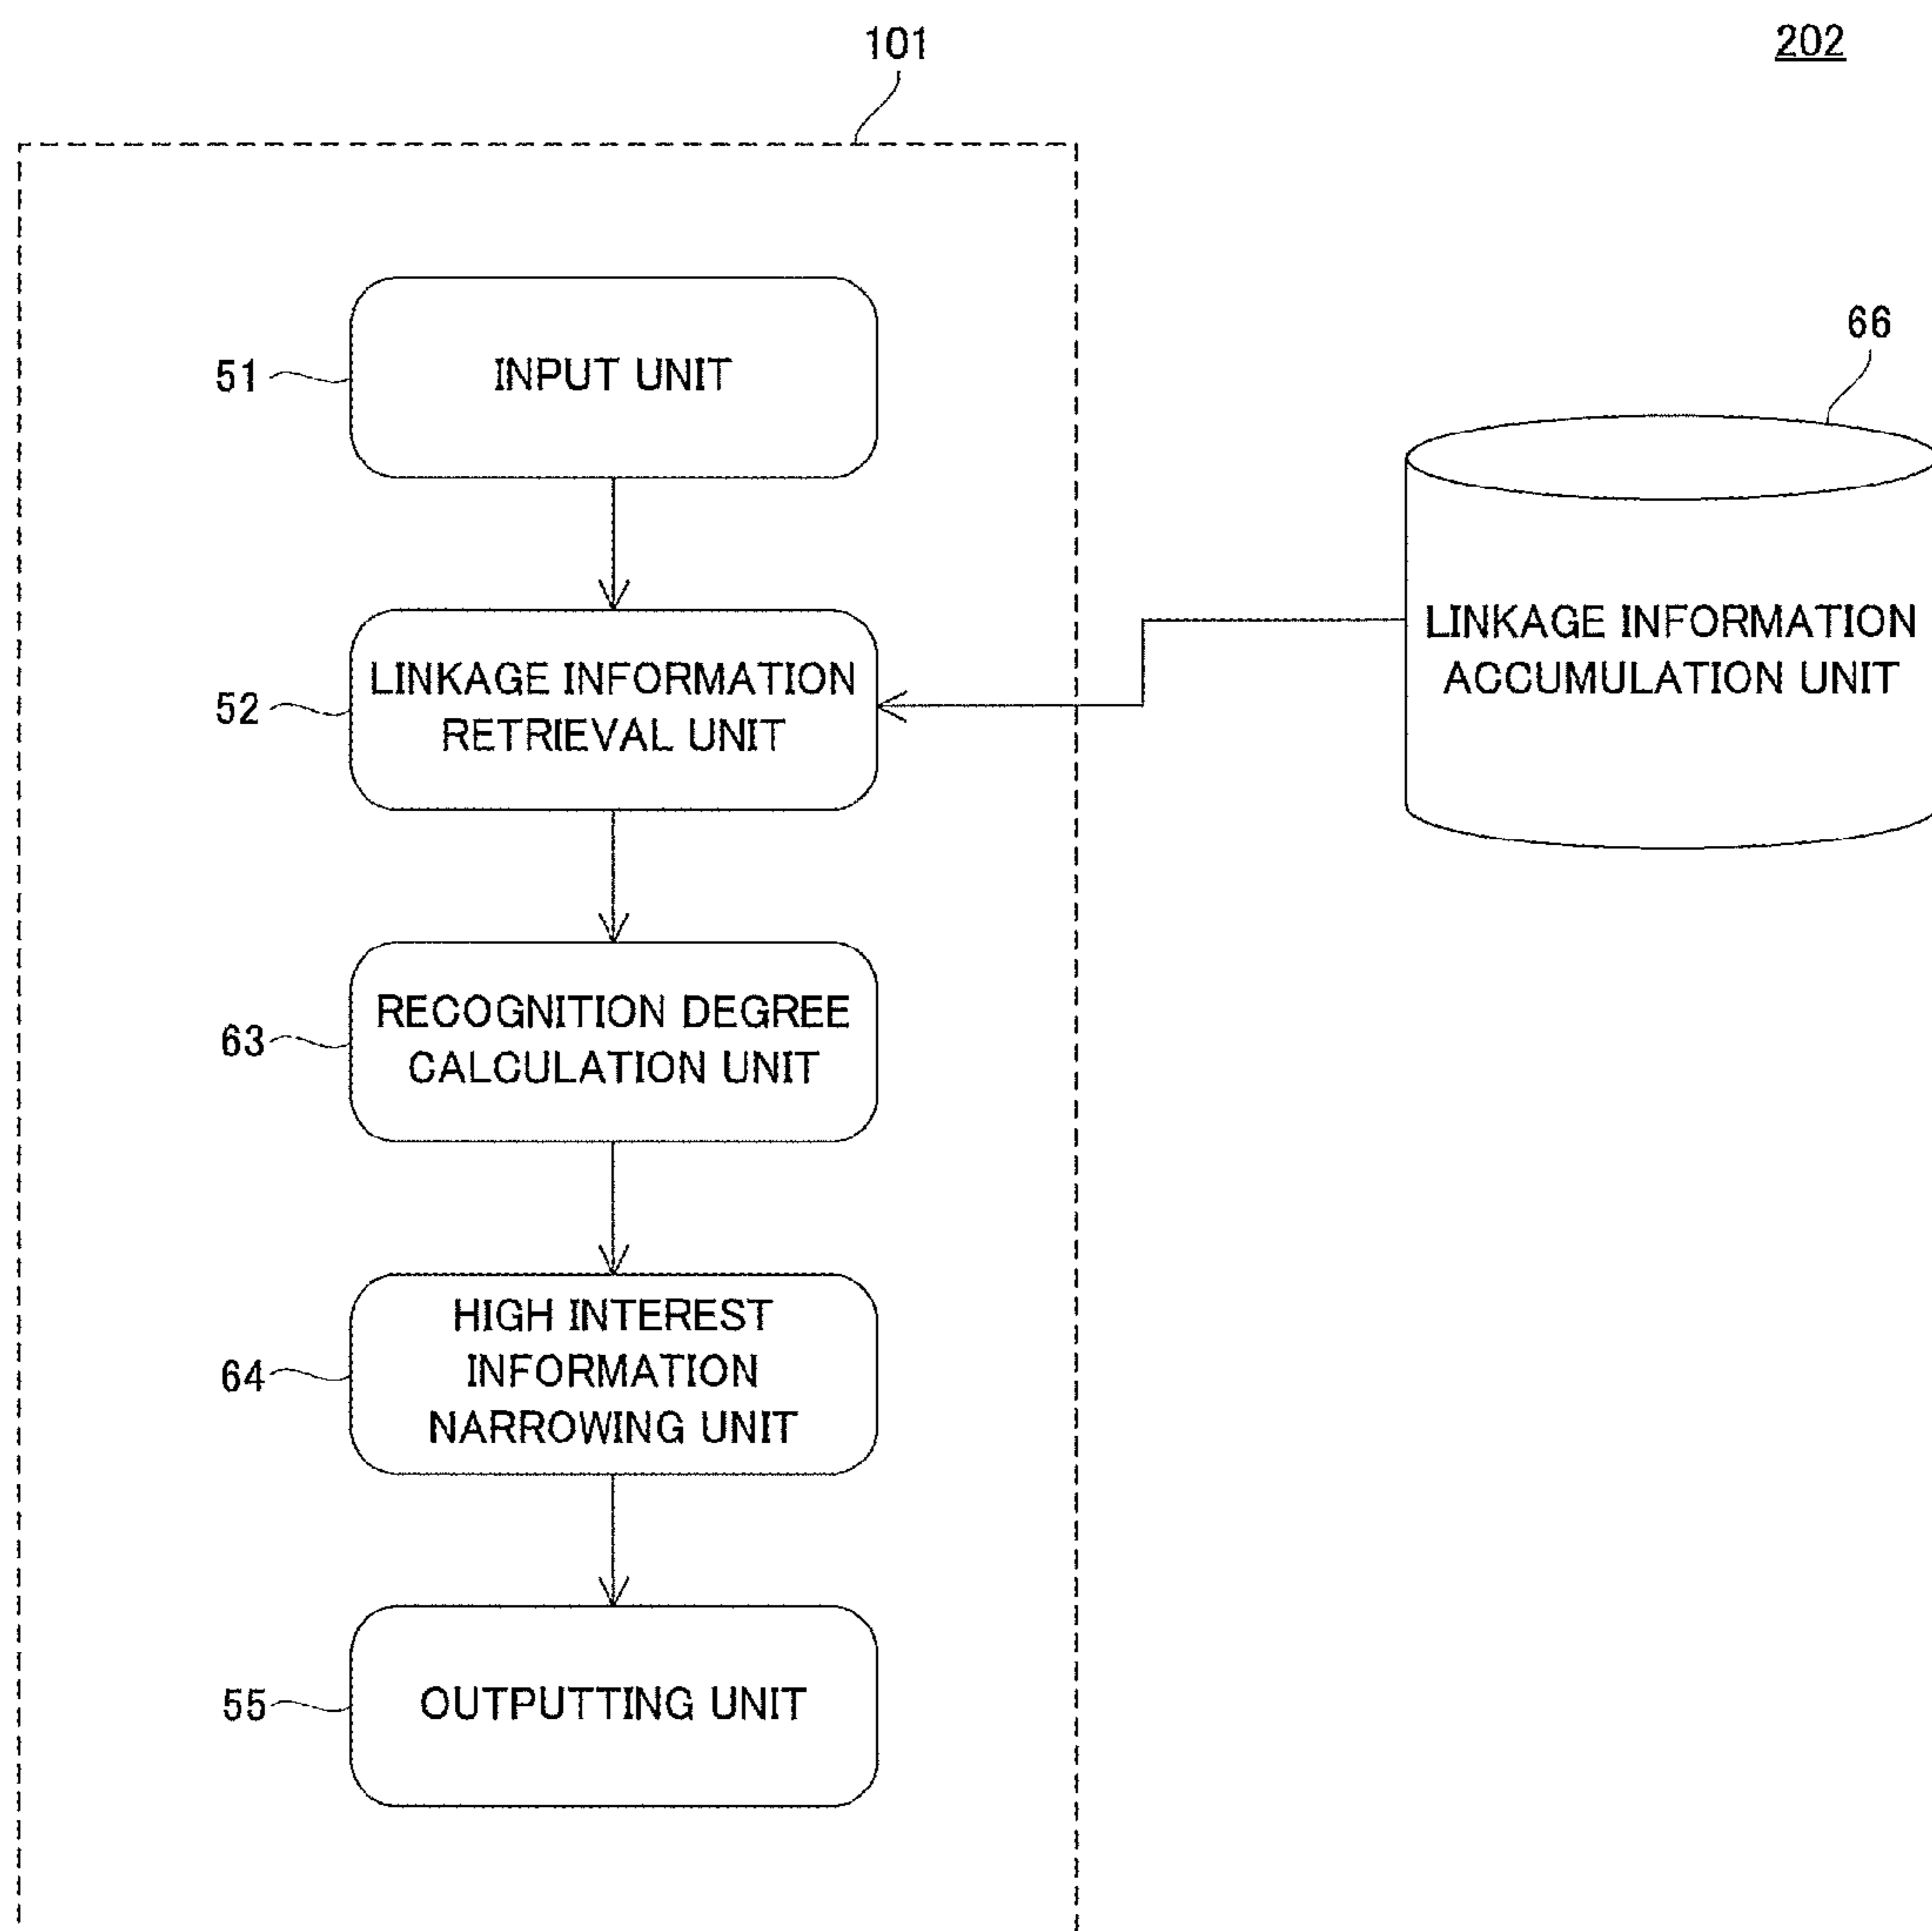 101
202
51
INPUT UNIT
66
LINKAGE INFORMATION
ACCUMULATION UNIT
52
LINKAGE INFORMATION
RETRIEVAL UNIT
63
RECOGNITION DEGREE
CALCULATION UNIT
64
HIGH INTEREST
INFORMATION
NARROWING UNIT
55
OUTPUTTING UNIT